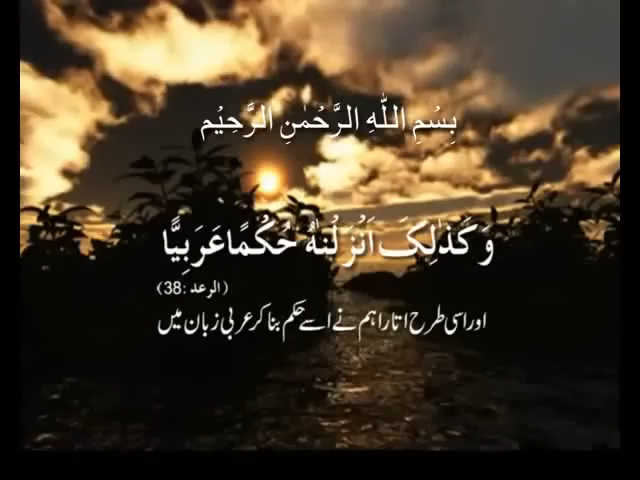 بِسْمِ اللّٰهِ الرَّحْمٰنِ الرَّحِيْمِ
وَ كَذٰلِكَ اَنْزَلْنٰهُ حُكْمًا عَرَبِيًّا
(الرعد :38)
اور اسی طرح اتارا ہم نے اسے حکم بنا کر عربی زبان میں